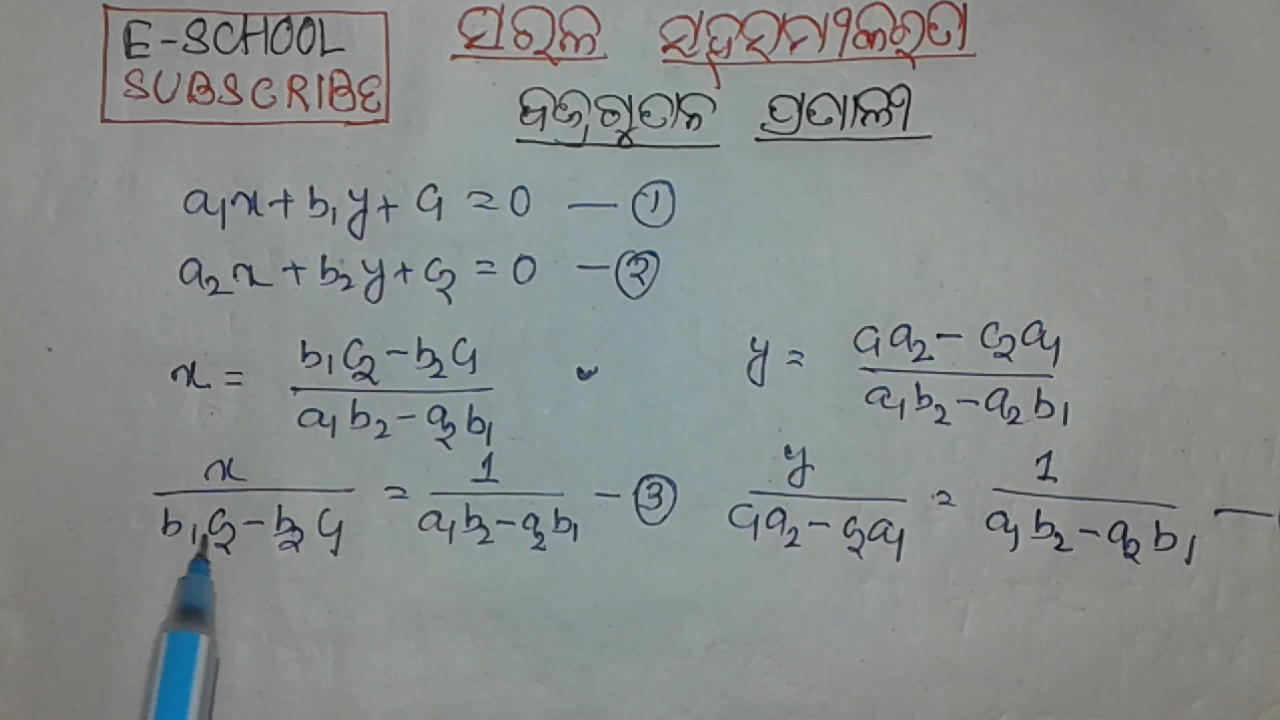 E-SCHOOL
SUBSCRIBE
ସରଳ ସହସମୀକରଣ
ବଜ୍ରଗୁଣନ ପ୍ରଣାଳୀ
a₁x + b₁y + c₁ = 0 — ①
a₂x + b₂y + c₂ = 0 — ②
x = (b₁c₂ - b₂c₁)/(a₁b₂ - a₂b₁) y = (c₁a₂ - c₂a₁)/(a₁b₂ - a₂b₁)
x/(b₁c₂ - b₂c₁) = 1/(a₁b₂ - a₂b₁) — ③ y/(c₁a₂ - c₂a₁) = 1/(a₁b₂ - a₂b₁) —